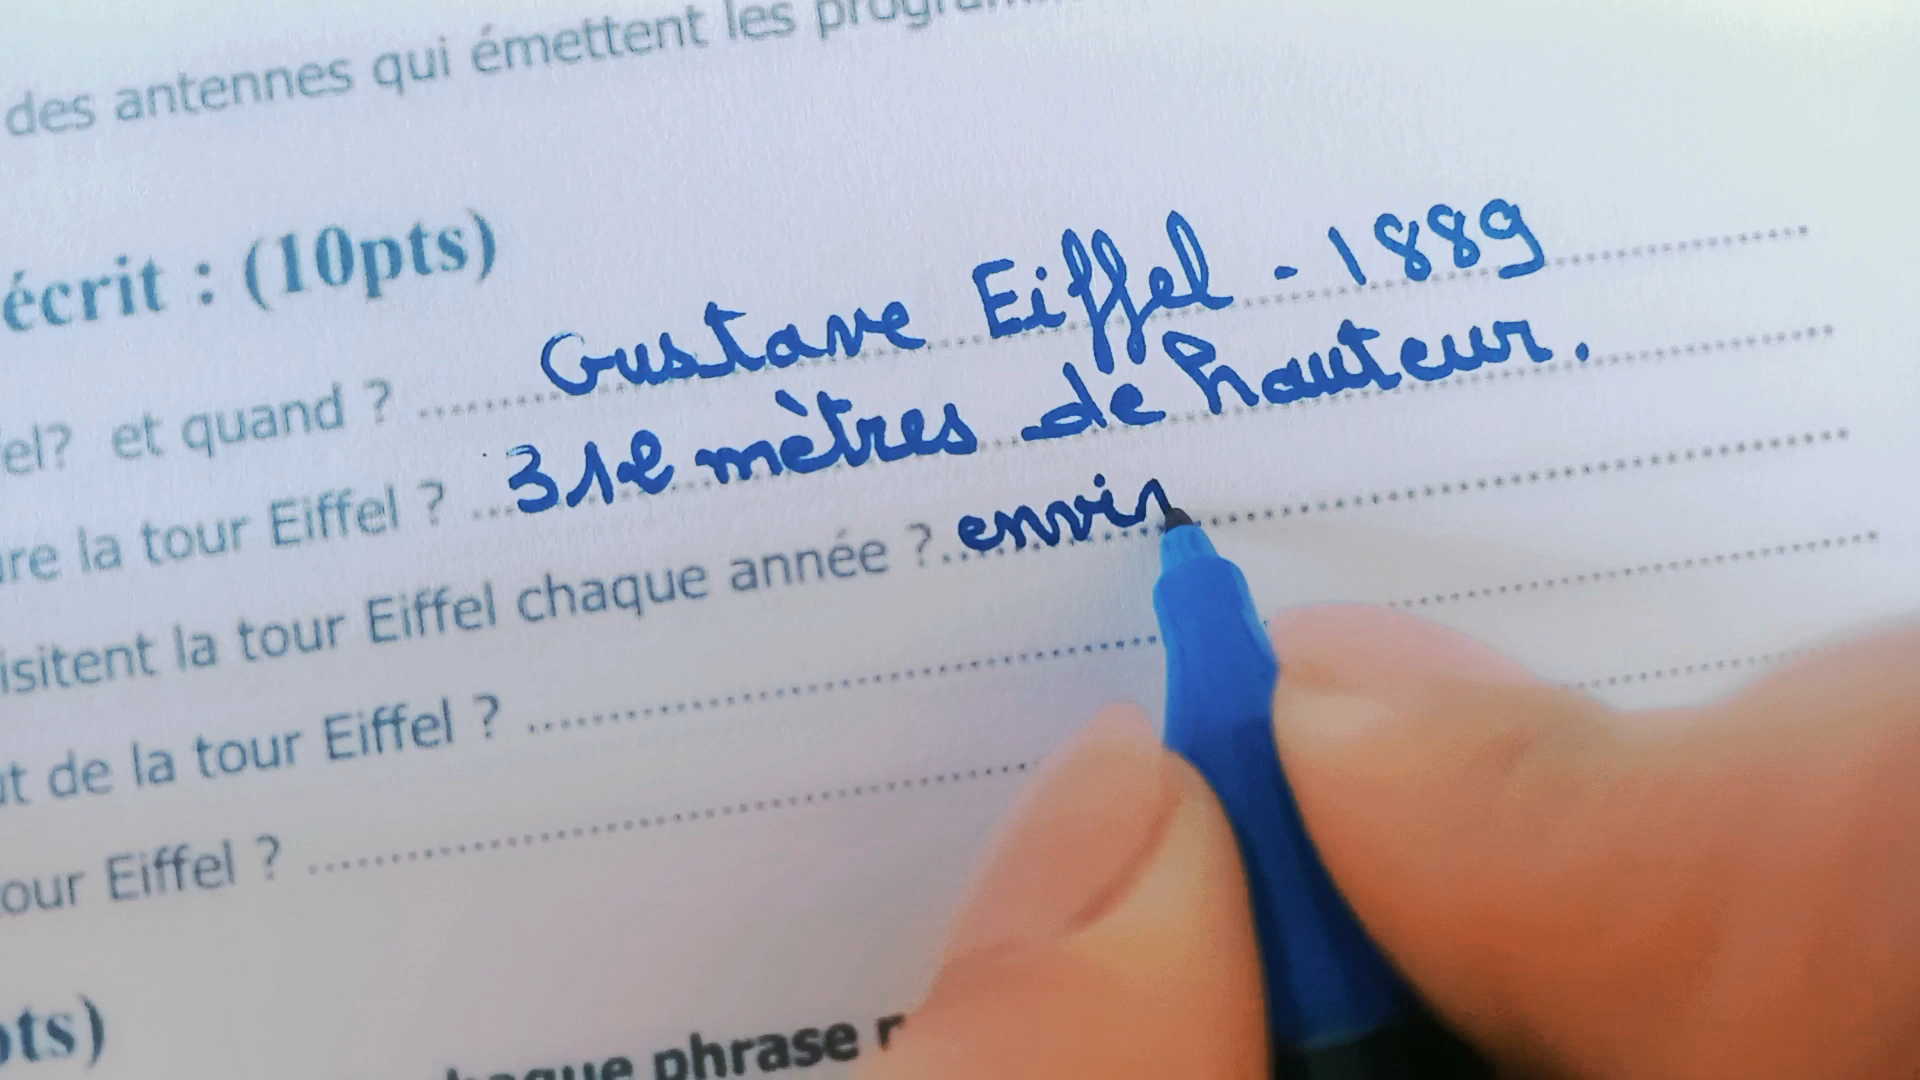 des antennes qui émettent les
écrit : (10pts)
el? et quand ? Gustave Eiffel - 1889
re la tour Eiffel ? 312 mètres de hauteur.
isitent la tour Eiffel chaque année ? envir
t de la tour Eiffel ?
our Eiffel ?
ts)
phrase